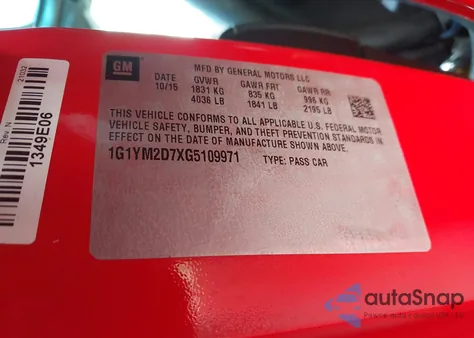 GM
MFD BY GENERAL MOTORS LLC
DATE GVWR GAWR FRT GAWR RR
10/15 1831 KG 835 KG 996 KG
4036 LB 1841 LB 2195 LB
THIS VEHICLE CONFORMS TO ALL APPLICABLE U.S. FEDERAL MOTOR
VEHICLE SAFETY, BUMPER, AND THEFT PREVENTION STANDARDS IN
EFFECT ON THE DATE OF MANUFACTURE SHOWN ABOVE.
1G1YM2D7XG5109971 TYPE: PASS CAR
Rev. N
1349E06
autoSnap